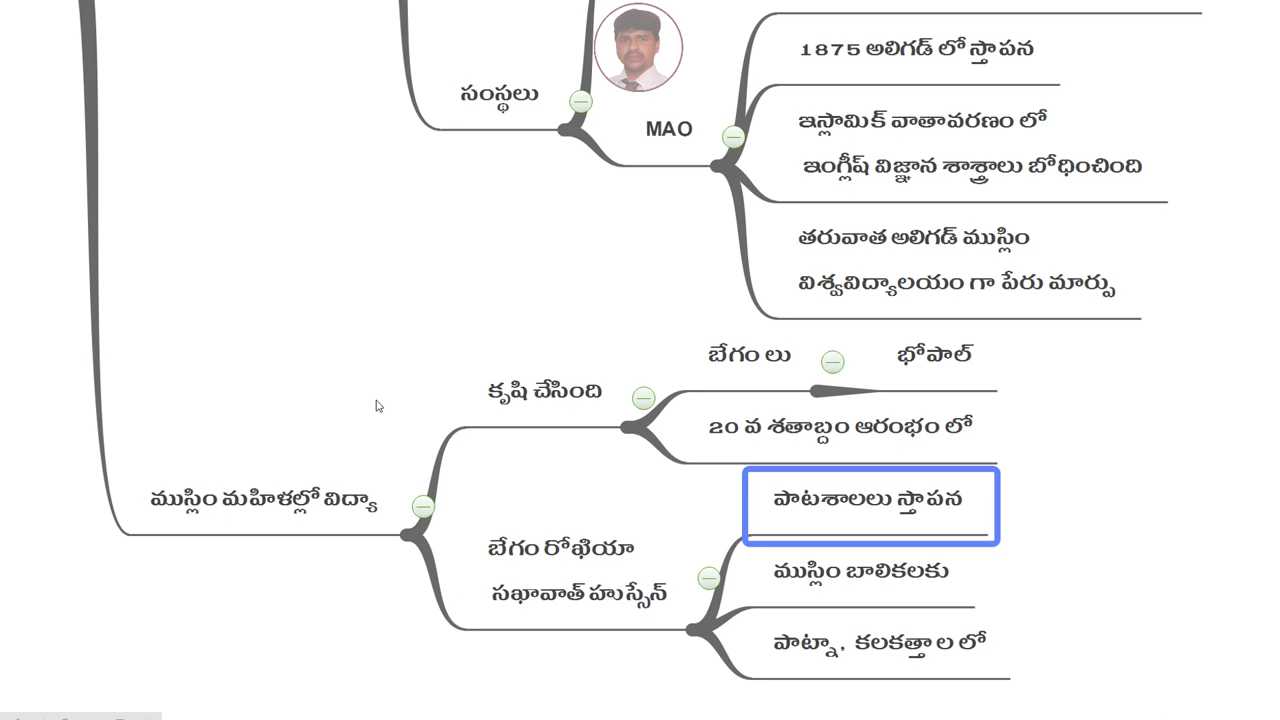 1875 అలిగడ్ లో స్తాపన
సంస్థలు
MAO
ఇస్లామిక్ వాతావరణం లో
ఇంగ్లీష్ విజ్ఞాన శాశ్త్రాలు బోధించింది
తరువాత అలిగడ్ ముస్లిం
విశ్వవిద్యాలయం గా పేరు మార్పు
బేగం లు
భోపాల్
కృషి చేసింది
20 వ శతాబ్దం ఆరంభం లో
ముస్లిం మహిళల్లో విద్యా
పాటశాలలు స్తాపన
బేగం రోఖియా
సఖావాత్ హుస్సేన్
ముస్లిం బాలికలకు
పాట్నా, కలకత్తా ల లో